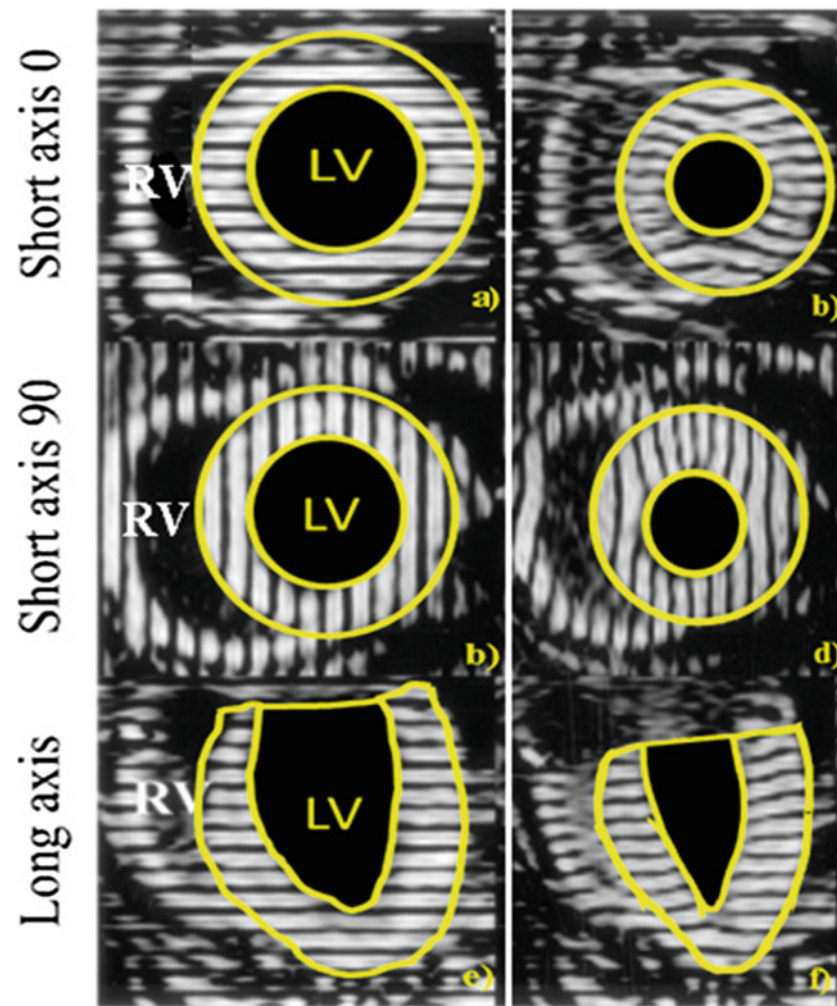 Short axis 0
RV
LV
a)
b)
Short axis 90
RV
LV
b)
d)
Long axis
RV
LV
e)
f)